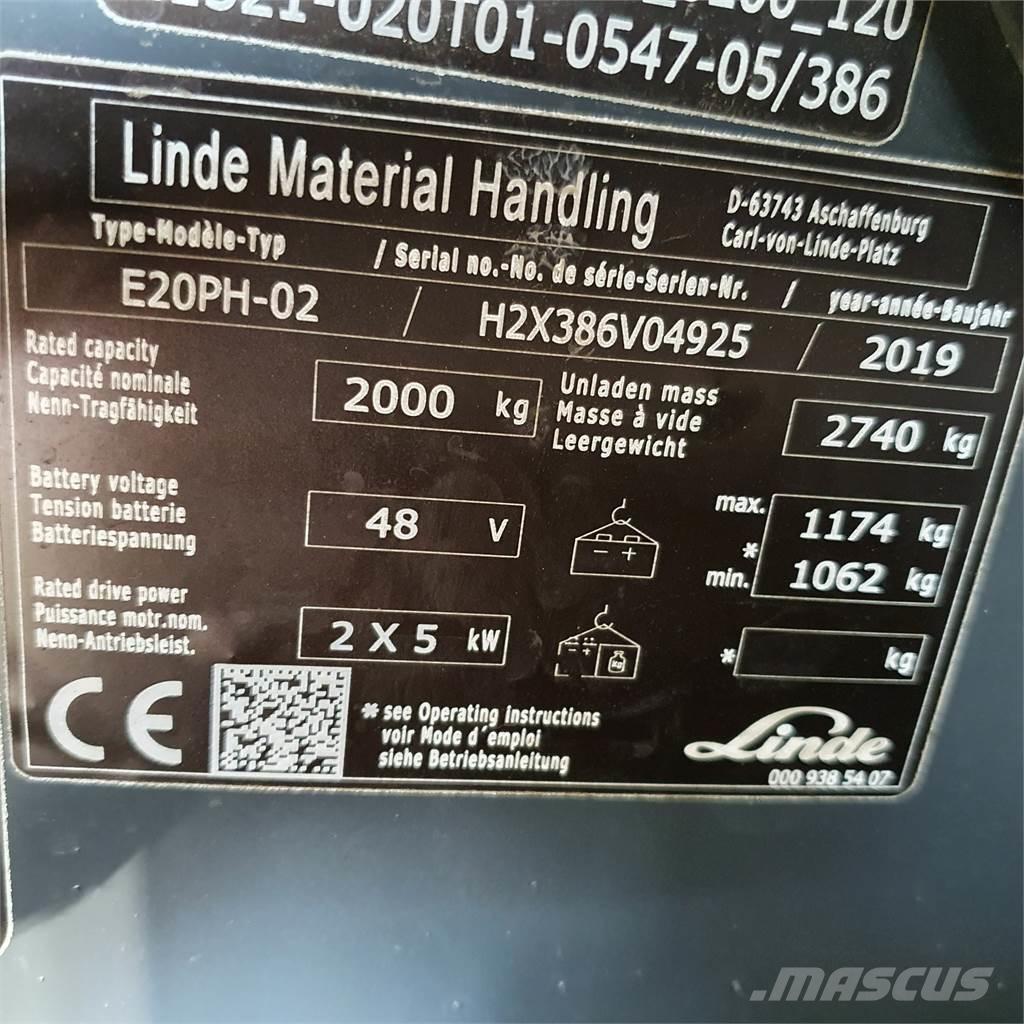 _120
-020T01-0547-05/386
Linde Material Handling
D-63743 Aschaffenburg
Carl-von-Linde-Platz
Type-Modèle-Typ / Serial no.-No. de série-Serien-Nr. / year-année-Baujahr
E20PH-02 / H2X386V04925 / 2019
Rated capacity
Capacité nominale
Nenn-Tragfähigkeit
2000 kg
Unladen mass
Masse à vide
Leergewicht
2740 kg
Battery voltage
Tension batterie
Batteriespannung
48 V
- +
max. 1174 kg
*
min. 1062 kg
Rated drive power
Puissance motr.nom.
Nenn-Antriebsleist.
2 X 5 kW
- +
kg
* kg
CE
* see Operating instructions
voir Mode d´emploi
siehe Betriebsanleitung
Linde
000 938 54 07
MASCUS